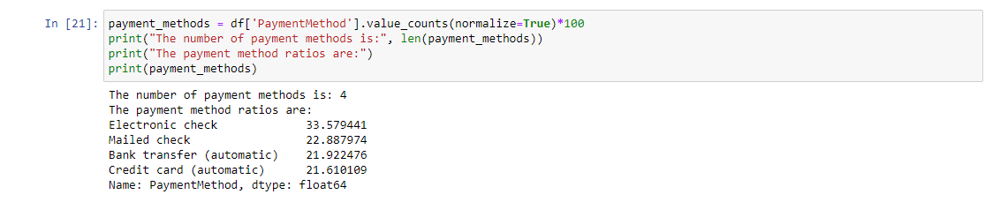 In [21]: payment_methods = df['PaymentMethod'].value_counts(normalize=True)*100
print("The number of payment methods is:", len(payment_methods))
print("The payment method ratios are:")
print(payment_methods)
The number of payment methods is: 4
The payment method ratios are:
Electronic check             33.579441
Mailed check                 22.887974
Bank transfer (automatic)    21.922476
Credit card (automatic)      21.610109
Name: PaymentMethod, dtype: float64